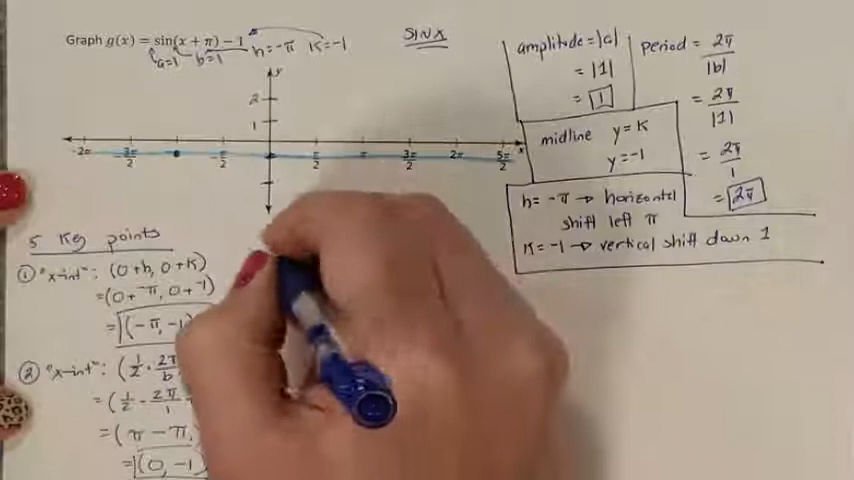 Graph g(x) = sin(x + π) − 1
a=1 b=1 h=−π K=−1
SINX
amplitude = |a|
= |1|
= 1
period = 2π/|b|
= 2π/|1|
= 2π/1
= 2π
midline y=K
y=−1
h= −π → horizontal
shift left π
K= −1 → vertical shift down 1
y
2
1
x
−2π −3π/2 −π/2 π/2 π 3π/2 2π 5π/2
5 Key points
① "x-int": (0+h, 0+K)
=(0+−π, 0+−1)
= (−π, −1)
② "x-int": (1/2 · 2π/b
= (1/2 · 2π/1
= (π −π,
= (0, −1)